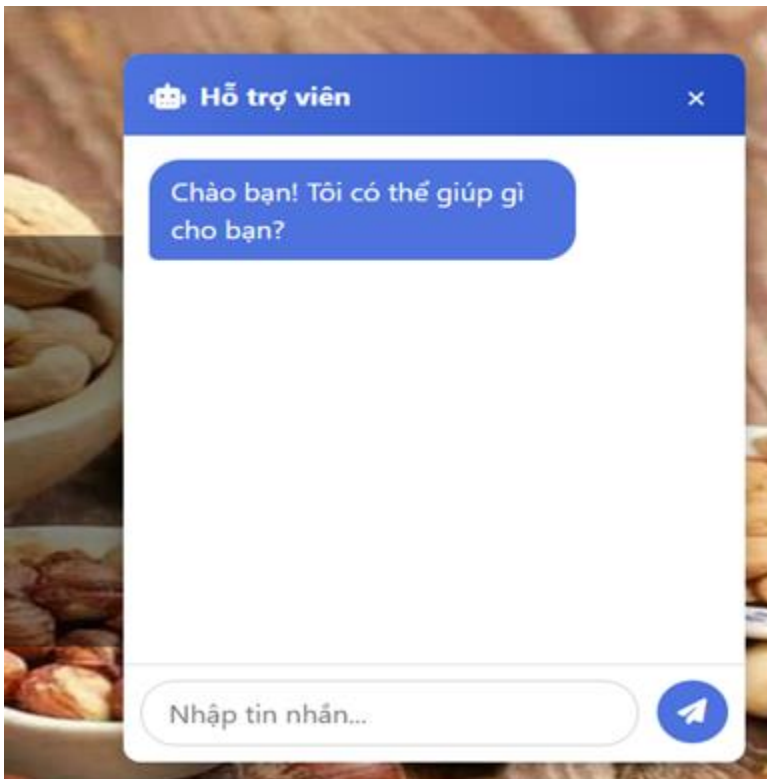 Hỗ trợ viên
Chào bạn! Tôi có thể giúp gì
cho bạn?
Nhập tin nhắn...